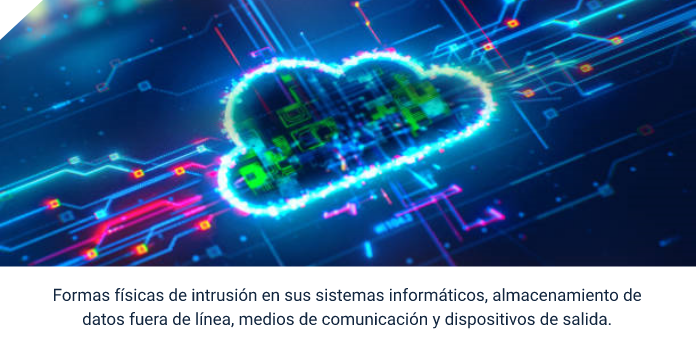 Formas físicas de intrusión en sus sistemas informáticos, almacenamiento de
datos fuera de línea, medios de comunicación y dispositivos de salida.